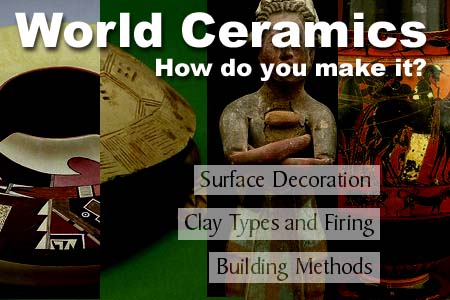 World Ceramics
How do you make it?
Surface Decoration
Clay Types and Firing
Building Methods